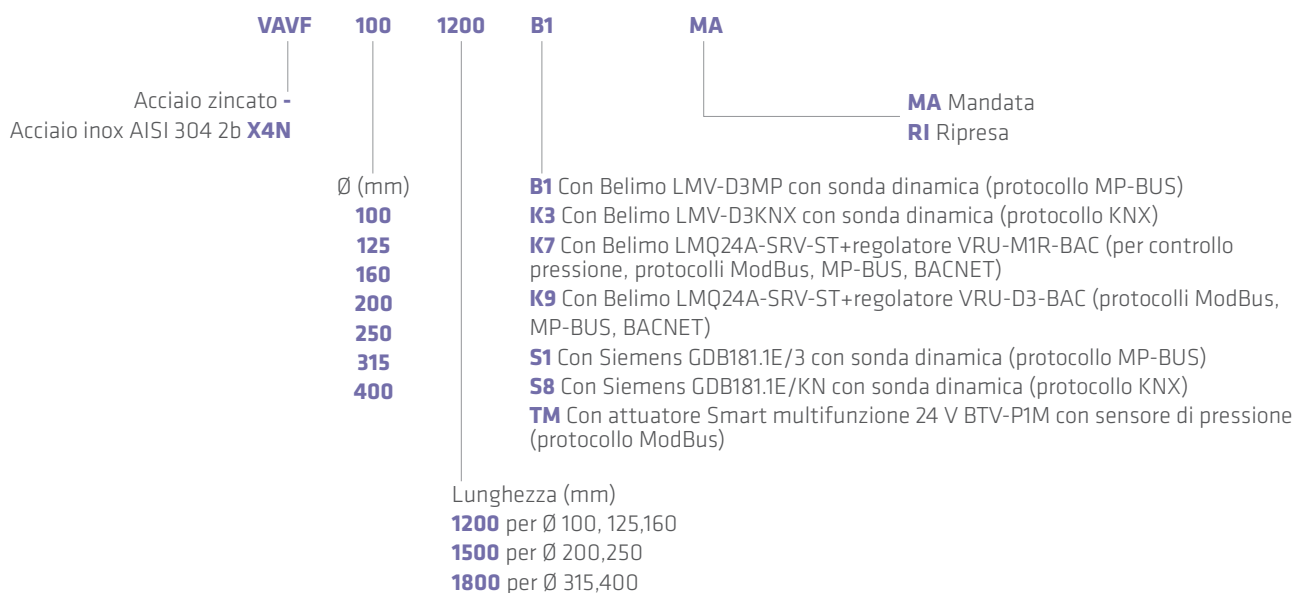 VAVF 100 1200 B1 MA
Acciaio zincato -
Acciaio inox AISI 304 2b X4N
MA Mandata
RI Ripresa
Ø (mm)
100
125
160
200
250
315
400
B1 Con Belimo LMV-D3MP con sonda dinamica (protocollo MP-BUS)
K3 Con Belimo LMV-D3KNX con sonda dinamica (protocollo KNX)
K7 Con Belimo LMQ24A-SRV-ST+regolatore VRU-M1R-BAC (per controllo
pressione, protocolli ModBus, MP-BUS, BACNET)
K9 Con Belimo LMQ24A-SRV-ST+regolatore VRU-D3-BAC (protocolli ModBus,
MP-BUS, BACNET)
S1 Con Siemens GDB181.1E/3 con sonda dinamica (protocollo MP-BUS)
S8 Con Siemens GDB181.1E/KN con sonda dinamica (protocollo KNX)
TM Con attuatore Smart multifunzione 24 V BTV-P1M con sensore di pressione
(protocollo ModBus)
Lunghezza (mm)
1200 per Ø 100, 125,160
1500 per Ø 200,250
1800 per Ø 315,400